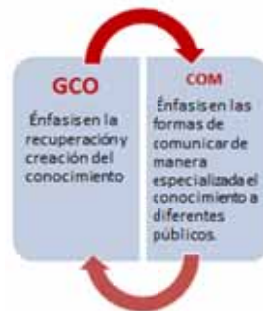 GCO
Énfasis en la
recuperación y
creación del
conocimiento
COM
Énfasis en las
formas de
comunicar de
manera
especializada el
conocimiento a
diferentes
públicos.